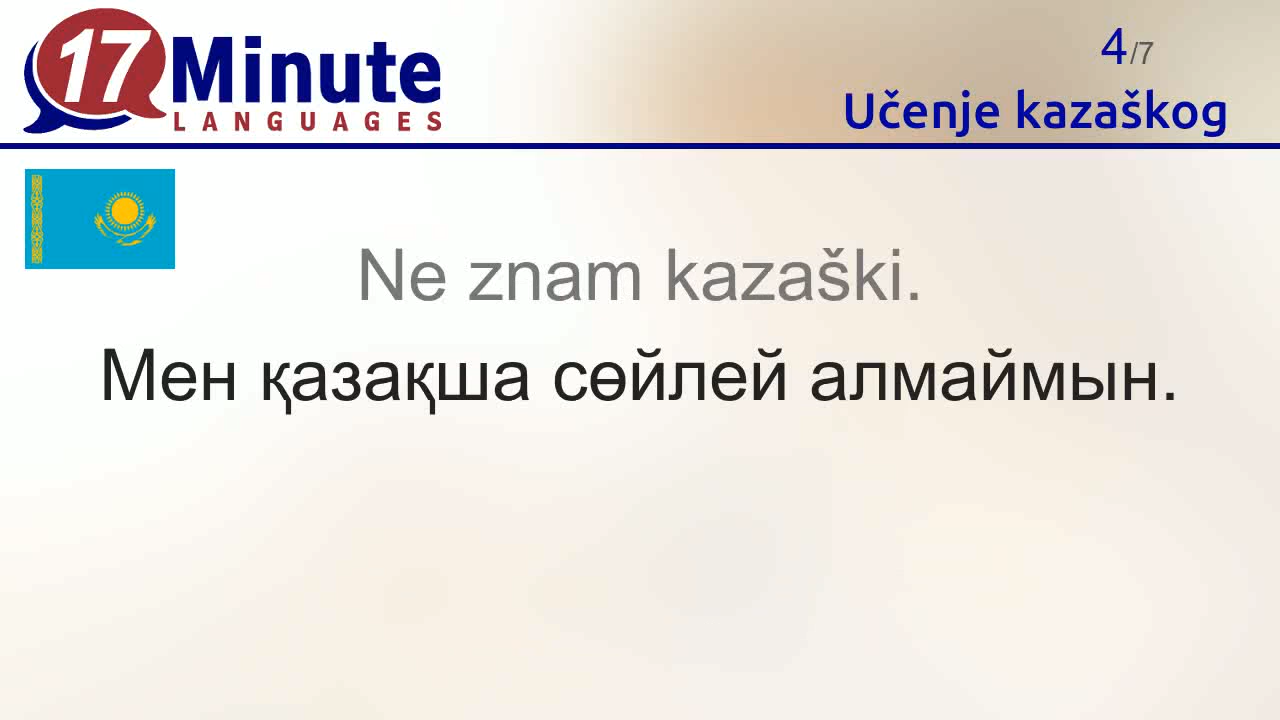 17 Minute
LANGUAGES
4/7
Učenje kazaškog
Ne znam kazaški.
Мен қазақша сөйлей алмаймын.